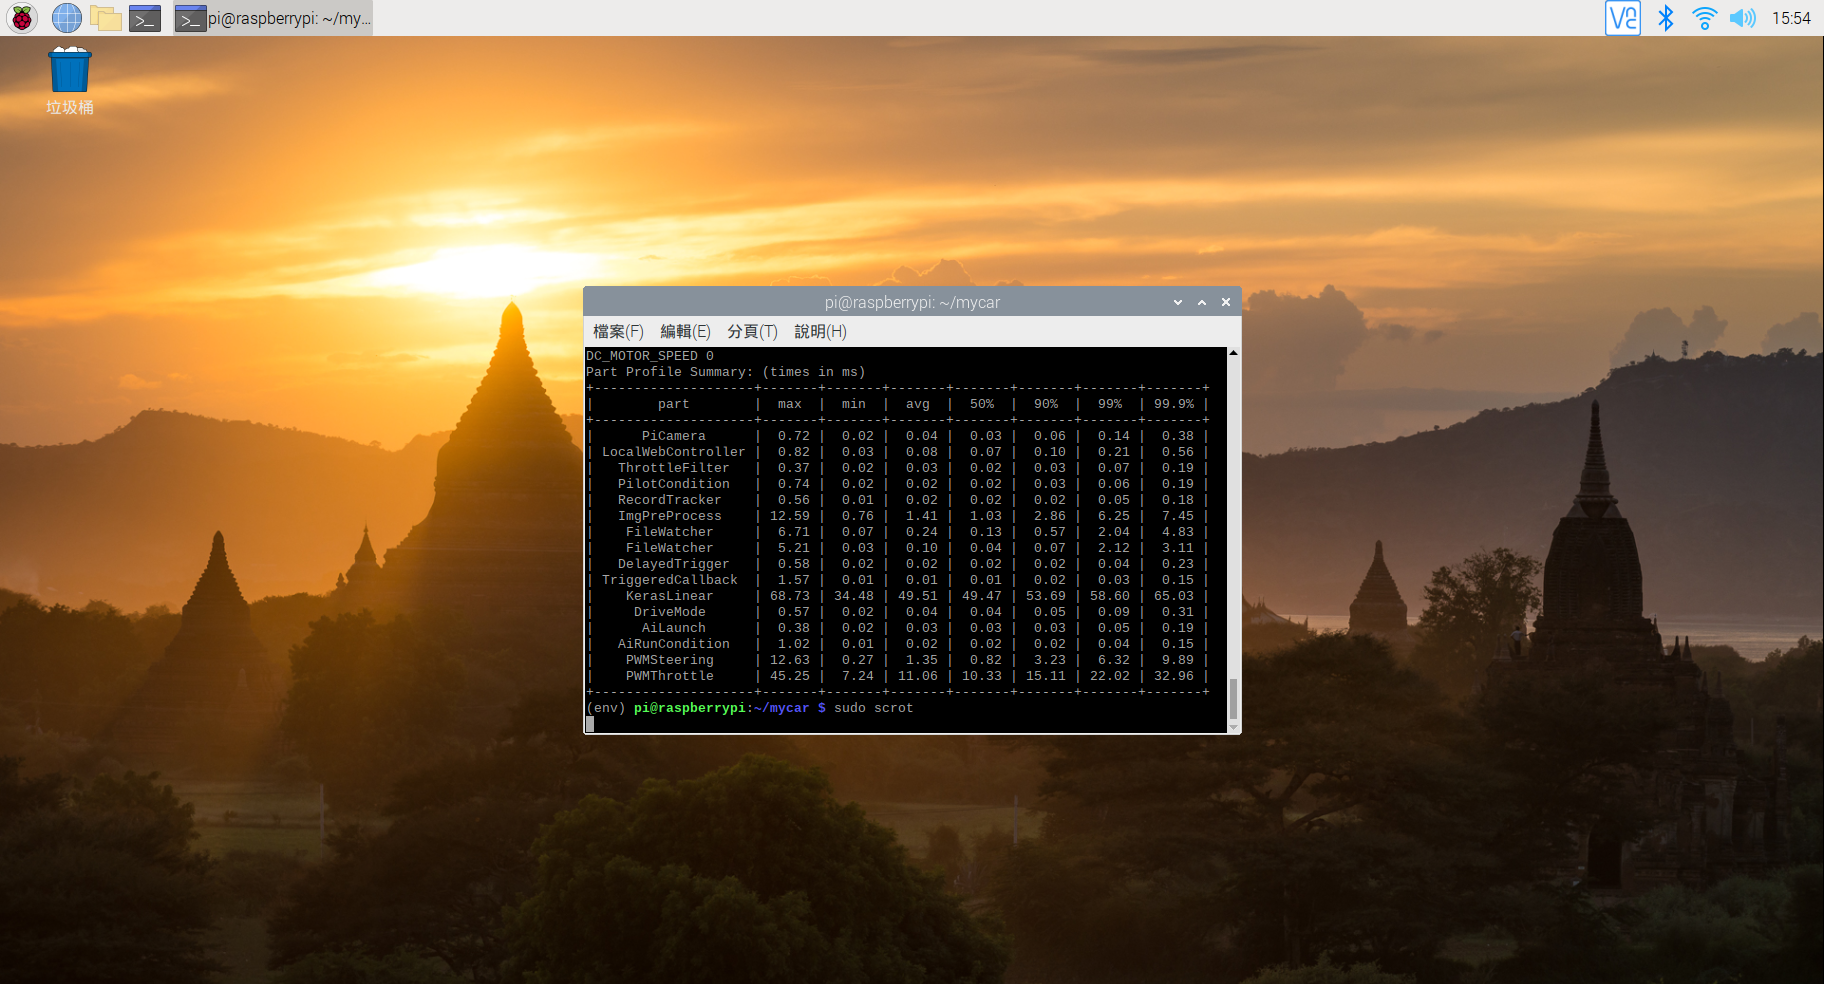 pi@raspberrypi: ~/my...
15:54
垃圾桶
pi@raspberrypi: ~/mycar
檔案(F) 編輯(E) 分頁(T) 說明(H)
DC_MOTOR_SPEED 0
Part Profile Summary: (times in ms)
+--------------------+-------+-------+-------+-------+-------+-------+-------+
| part | max | min | avg | 50% | 90% | 99% | 99.9% |
+--------------------+-------+-------+-------+-------+-------+-------+-------+
| PiCamera | 0.72 | 0.02 | 0.04 | 0.03 | 0.06 | 0.14 | 0.38 |
| LocalWebController | 0.82 | 0.03 | 0.08 | 0.07 | 0.10 | 0.21 | 0.56 |
| ThrottleFilter | 0.37 | 0.02 | 0.03 | 0.02 | 0.03 | 0.07 | 0.19 |
| PilotCondition | 0.74 | 0.02 | 0.02 | 0.02 | 0.03 | 0.06 | 0.19 |
| RecordTracker | 0.56 | 0.01 | 0.02 | 0.02 | 0.02 | 0.05 | 0.18 |
| ImgPreProcess | 12.59 | 0.76 | 1.41 | 1.03 | 2.86 | 6.25 | 7.45 |
| FileWatcher | 6.71 | 0.07 | 0.24 | 0.13 | 0.57 | 2.04 | 4.83 |
| FileWatcher | 5.21 | 0.03 | 0.10 | 0.04 | 0.07 | 2.12 | 3.11 |
| DelayedTrigger | 0.58 | 0.02 | 0.02 | 0.02 | 0.02 | 0.04 | 0.23 |
| TriggeredCallback | 1.57 | 0.01 | 0.01 | 0.01 | 0.02 | 0.03 | 0.15 |
| KerasLinear | 68.73 | 34.48 | 49.51 | 49.47 | 53.69 | 58.60 | 65.03 |
| DriveMode | 0.57 | 0.02 | 0.04 | 0.04 | 0.05 | 0.09 | 0.31 |
| AiLaunch | 0.38 | 0.02 | 0.03 | 0.03 | 0.03 | 0.05 | 0.19 |
| AiRunCondition | 1.02 | 0.01 | 0.02 | 0.02 | 0.02 | 0.04 | 0.15 |
| PWMSteering | 12.63 | 0.27 | 1.35 | 0.82 | 3.23 | 6.32 | 9.89 |
| PWMThrottle | 45.25 | 7.24 | 11.06 | 10.33 | 15.11 | 22.02 | 32.96 |
+--------------------+-------+-------+-------+-------+-------+-------+-------+
(env) pi@raspberrypi:~/mycar $ sudo scrot